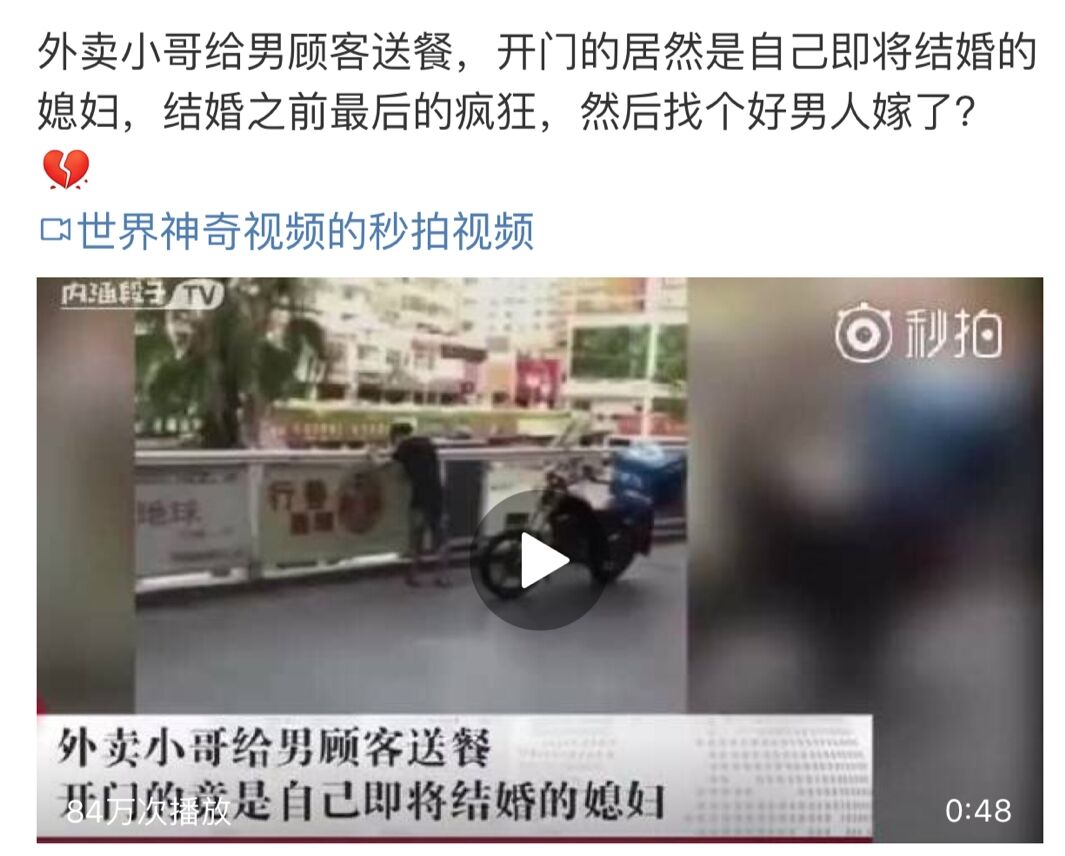 外卖小哥给男顾客送餐，开门的居然是自己即将结婚的
媳妇，结婚之前最后的疯狂，然后找个好男人嫁了？
世界神奇视频的秒拍视频
内涵段子TV
秒拍
地球
行
外卖小哥给男顾客送餐
开门的竟是自己即将结婚的媳妇
84万次播放
0:48